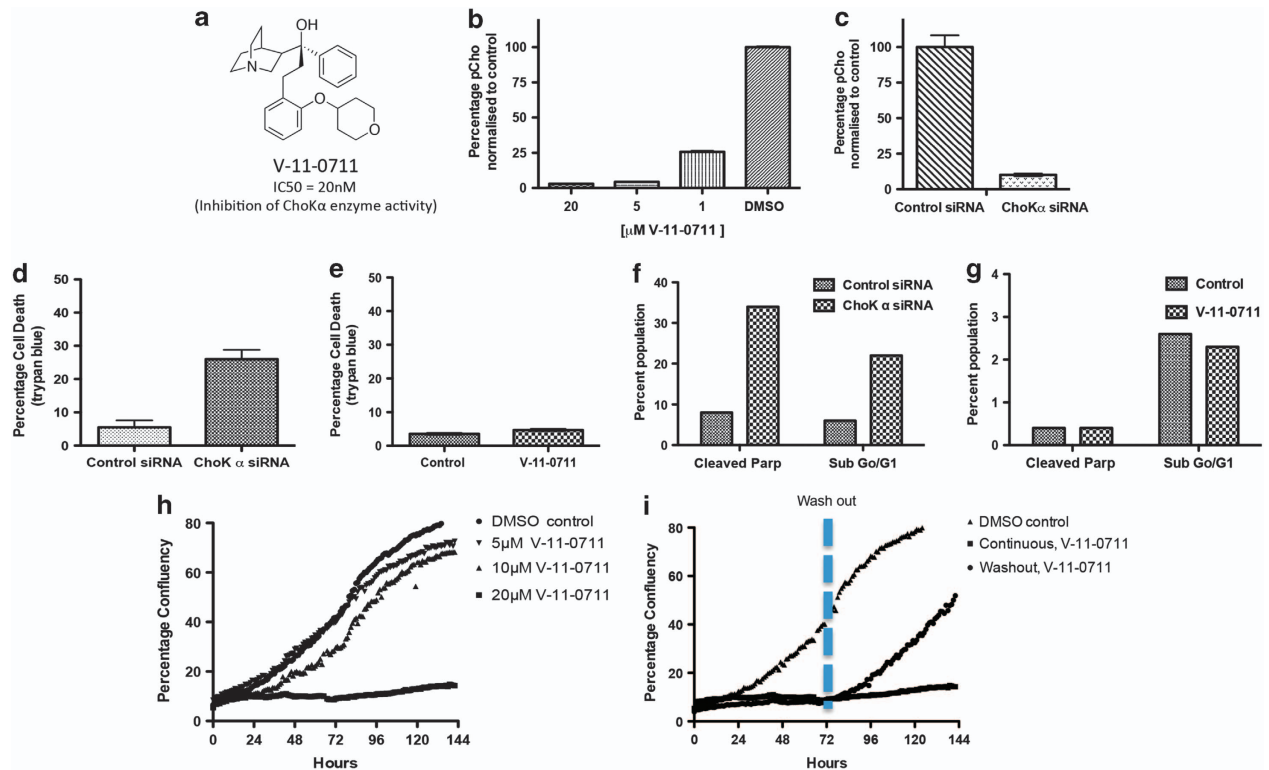 a
OH
N
O
O
V-11-0711
IC50 = 20nM
(Inhibition of ChoKα enzyme activity)
b
Percentage pCho
normalised to control
100
75
50
25
0
20 5 1 DMSO
[μM V-11-0711 ]
c
Percentage pCho
normalised to control
100
75
50
25
0
Control siRNA ChoKα siRNA
d
Percentage Cell Death
(trypan blue)
50
40
30
20
10
0
Control siRNA ChoK α siRNA
e
Percentage Cell Death
(trypan blue)
50
40
30
20
10
0
Control V-11-0711
f
Percent population
40
30
20
10
0
Control siRNA
ChoK α siRNA
Cleaved Parp Sub Go/G1
g
Percent population
4
3
2
1
0
Control
V-11-0711
Cleaved Parp Sub Go/G1
h
Percentage Confluency
80
60
40
20
0
0 24 48 72 96 120 144
Hours
DMSO control
5μM V-11-0711
10μM V-11-0711
20μM V-11-0711
i
Wash out
Percentage Confluency
80
60
40
20
0
0 24 48 72 96 120 144
Hours
DMSO control
Continuous, V-11-0711
Washout, V-11-0711